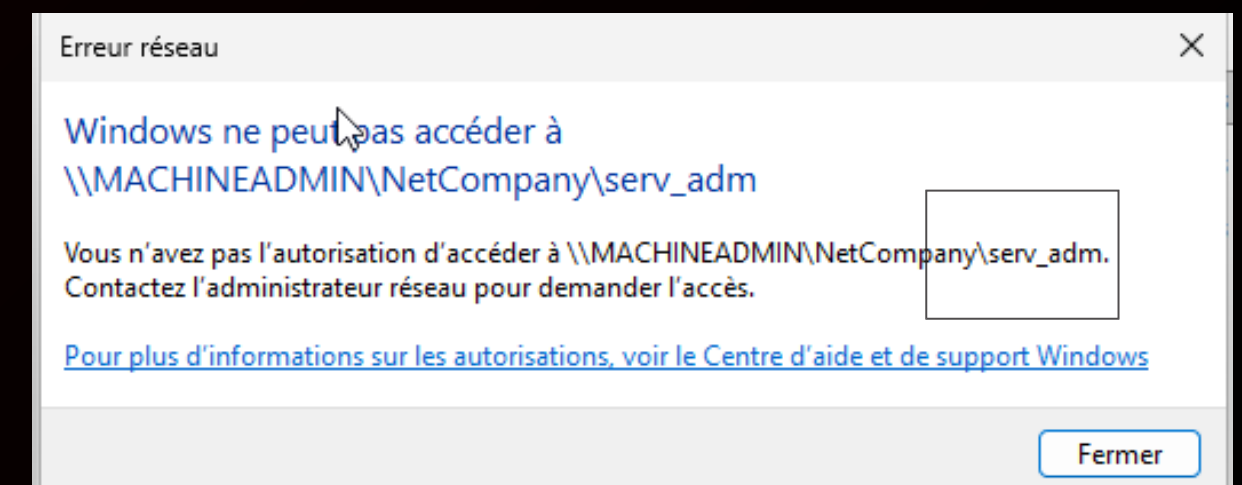 Erreur réseau
Windows ne peut pas accéder à
\\MACHINEADMIN\NetCompany\serv_adm
Vous n'avez pas l'autorisation d'accéder à \\MACHINEADMIN\NetCompany\serv_adm.
Contactez l'administrateur réseau pour demander l'accès.
Pour plus d'informations sur les autorisations, voir le Centre d'aide et de support Windows
Fermer